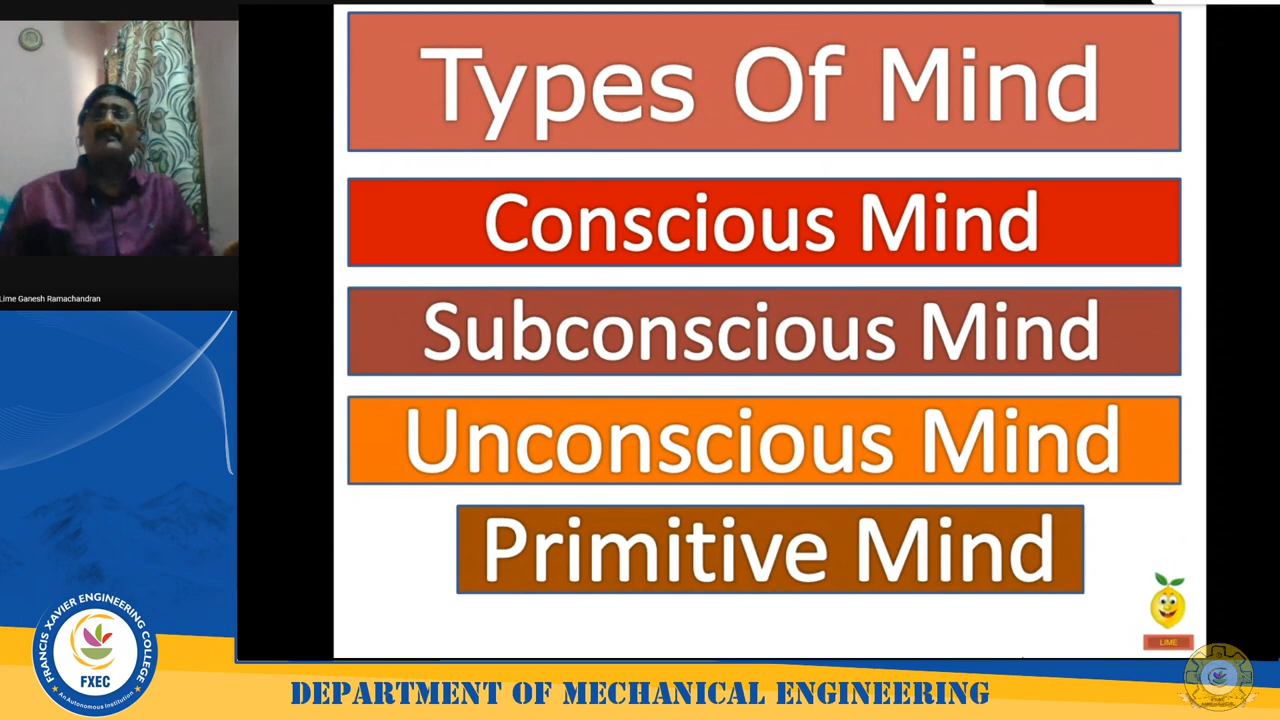 Types Of Mind
Conscious Mind
Subconscious Mind
Unconscious Mind
Primitive Mind
LIME
Lime Ganesh Ramachandran
FRANCIS XAVIER ENGINEERING COLLEGE
FXEC
An Autonomous Institution
DEPARTMENT OF MECHANICAL ENGINEERING